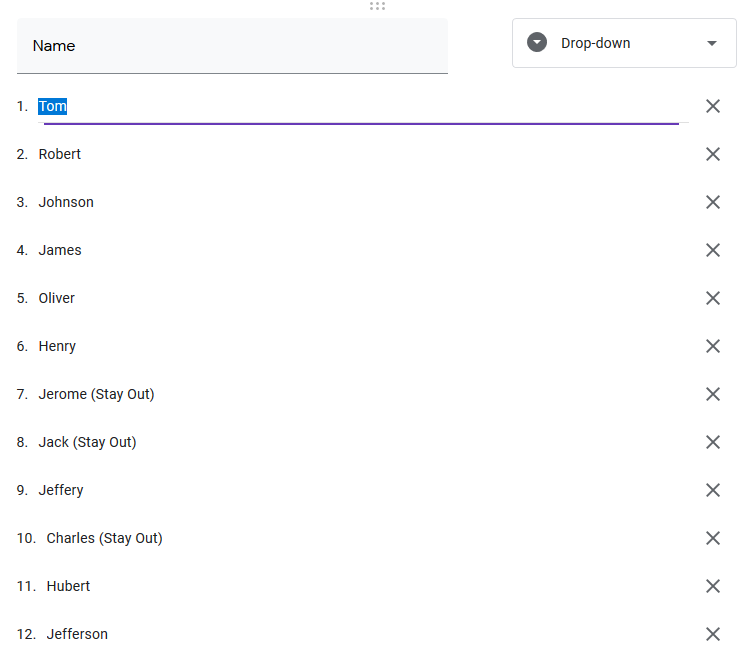 Name
Drop-down
1. Tom
2. Robert
3. Johnson
4. James
5. Oliver
6. Henry
7. Jerome (Stay Out)
8. Jack (Stay Out)
9. Jeffery
10. Charles (Stay Out)
11. Hubert
12. Jefferson